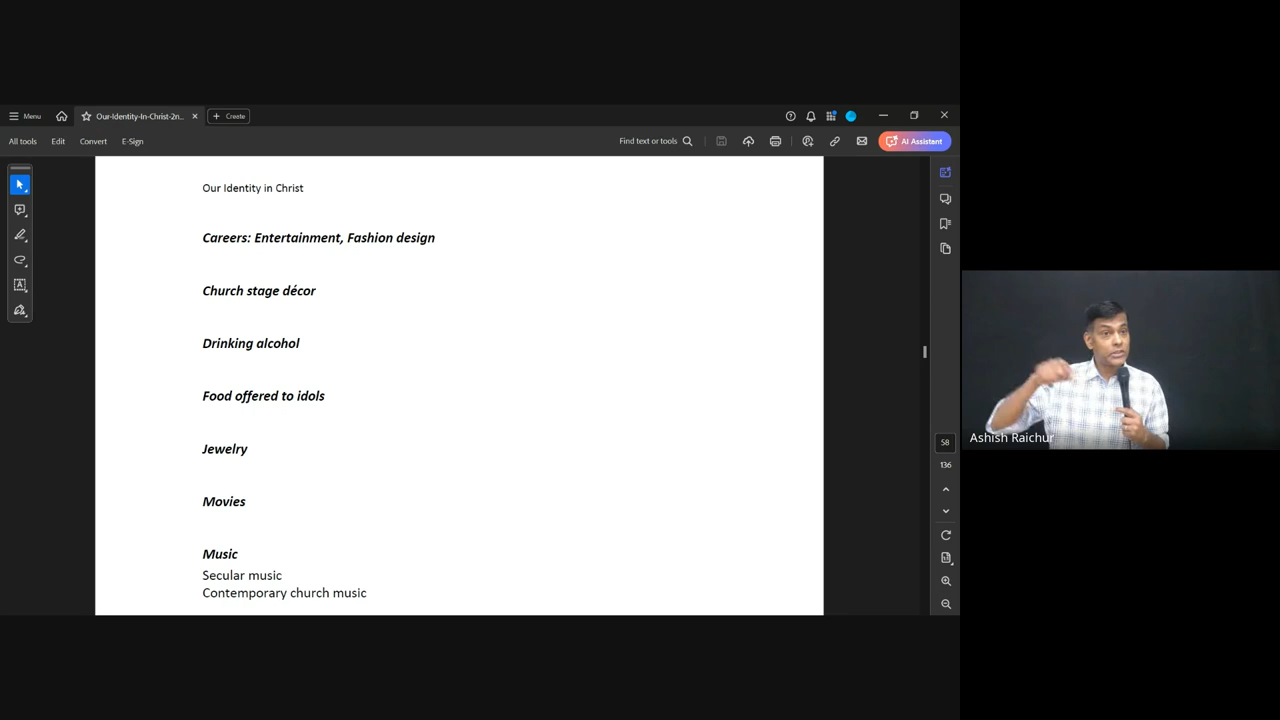 Menu
Our-Identity-In-Christ-2n...
Create
All tools
Edit
Convert
E-Sign
Find text or tools
AI Assistant
Our Identity in Christ
Careers: Entertainment, Fashion design
Church stage décor
Drinking alcohol
Food offered to idols
Jewelry
Movies
Music
Secular music
Contemporary church music
58
136
Ashish Raichur